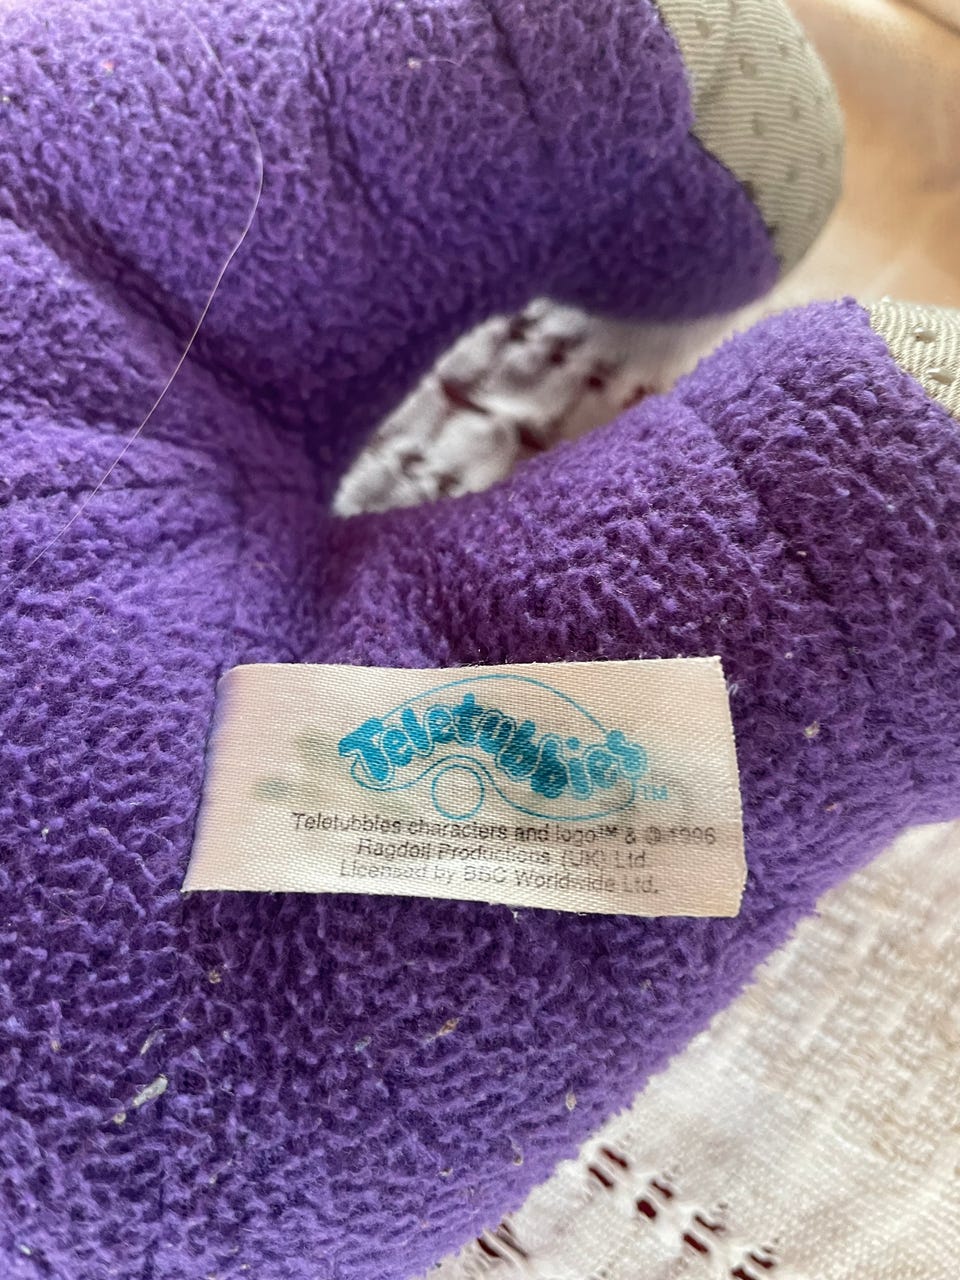 Teletubbies TM
Teletubbies characters and logo™ & © 1996
Ragdoll Productions (UK) Ltd.
Licensed by BBC Worldwide Ltd.